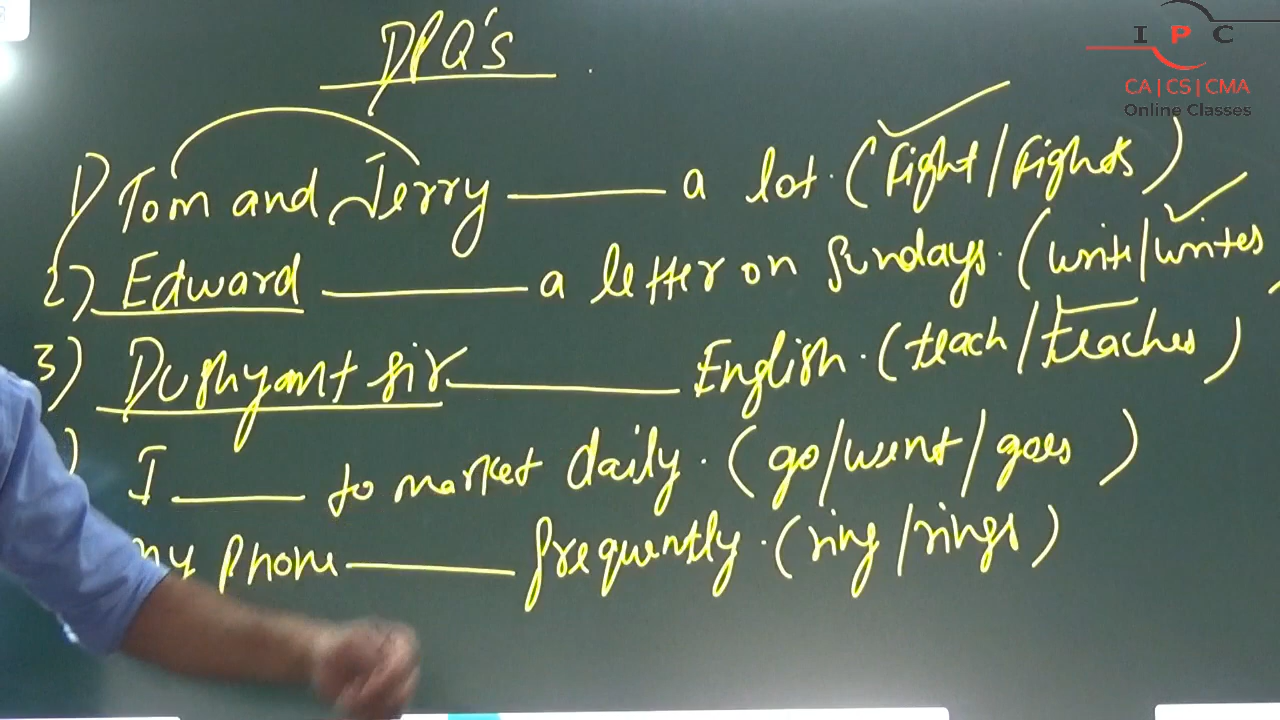 DPQ's
I P C
CA | CS | CMA
Online Classes
1) Tom and Jerry ______ a lot. (Fight/Fights)
2) Edward ______ a letter on Sundays. (write/writes
3) Dushyant sir ______ English. (teach/teaches)
) I ______ to market daily. (go/went/goes)
my phone ______ frequently. (ring/rings)